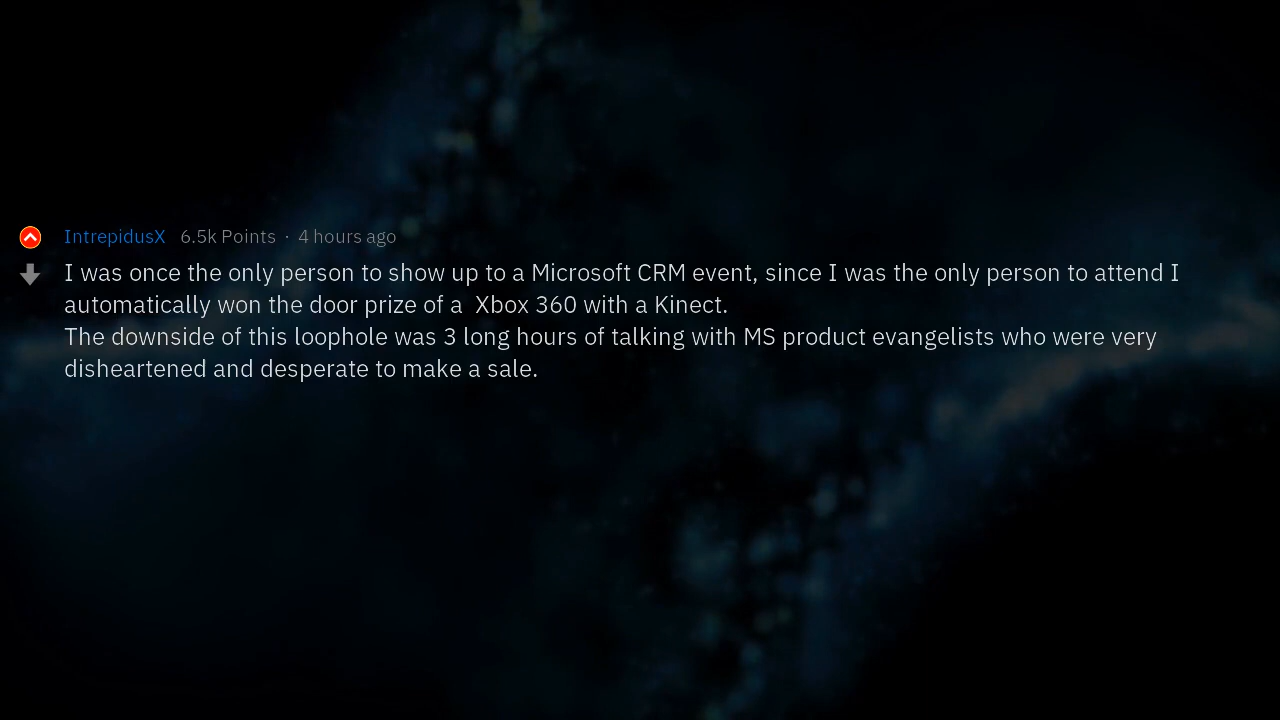 IntrepidusX 6.5k Points · 4 hours ago
I was once the only person to show up to a Microsoft CRM event, since I was the only person to attend I
automatically won the door prize of a  Xbox 360 with a Kinect.
The downside of this loophole was 3 long hours of talking with MS product evangelists who were very
disheartened and desperate to make a sale.